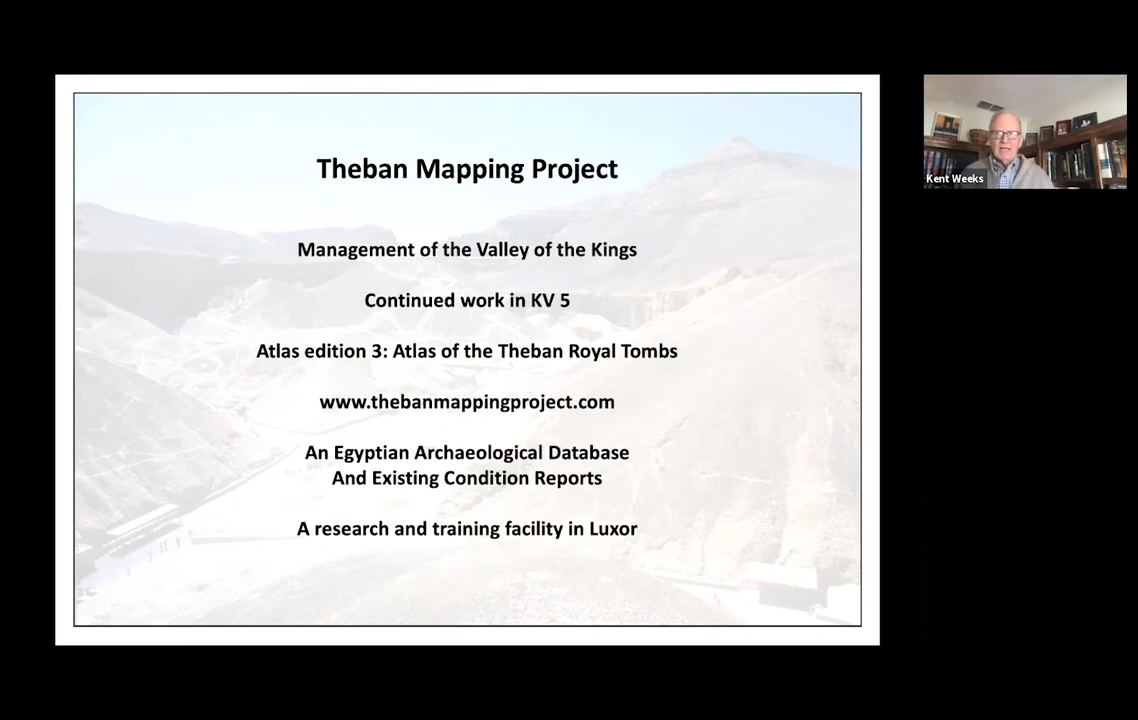 Theban Mapping Project
Management of the Valley of the Kings
Continued work in KV 5
Atlas edition 3: Atlas of the Theban Royal Tombs
www.thebanmappingproject.com
An Egyptian Archaeological Database
And Existing Condition Reports
A research and training facility in Luxor
Kent Weeks